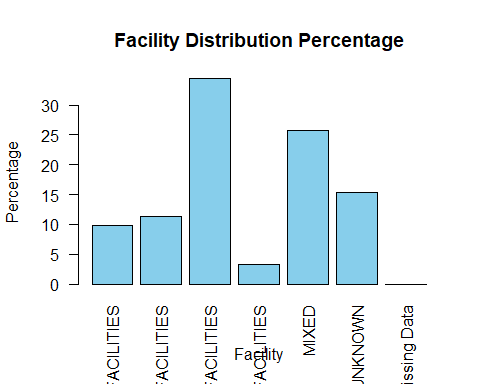 Facility Distribution Percentage
Percentage
30
25
20
15
10
5
0
FACILITIES
FACILITIES
FACILITIES
FACILITIES
MIXED
UNKNOWN
issing Data
Facility